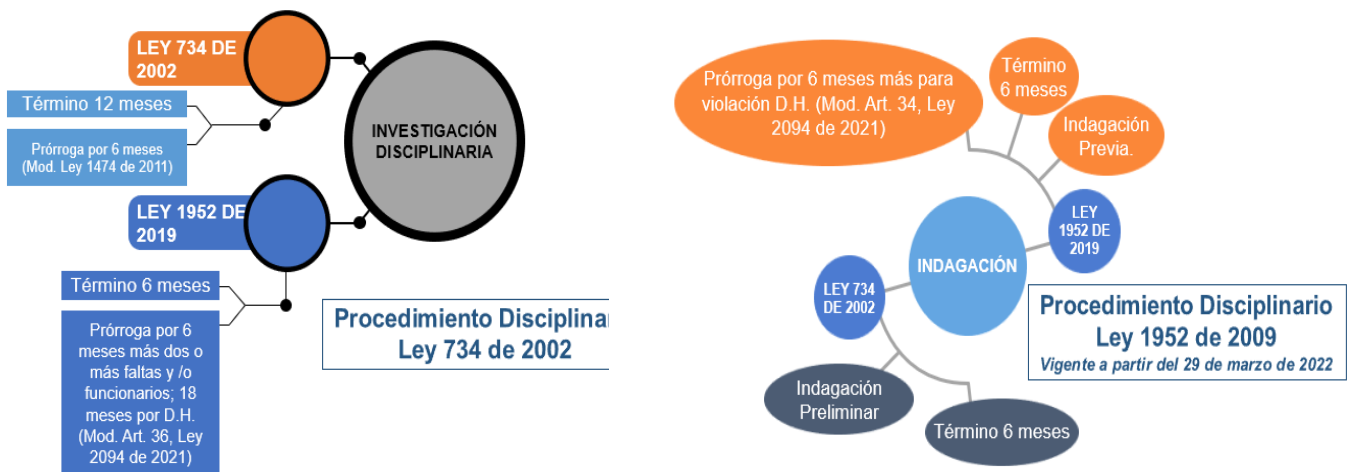 LEY 734 DE
2002
Término 12 meses
Prórroga por 6 meses
(Mod. Ley 1474 de 2011)
INVESTIGACIÓN
DISCIPLINARIA
LEY 1952 DE
2019
Término 6 meses
Prórroga por 6
meses más dos o
más faltas y /o
funcionarios; 18
meses por D.H.
(Mod. Art. 36, Ley
2094 de 2021)
Procedimiento Disciplinar
Ley 734 de 2002
Prórroga por 6 meses más para
violación D.H. (Mod. Art. 34, Ley
2094 de 2021)
Término
6 meses
Indagación
Previa.
LEY
1952 DE
2019
INDAGACIÓN
LEY 734
DE 2002
Indagación
Preliminar
Término 6 meses
Procedimiento Disciplinario
Ley 1952 de 2009
Vigente a partir del 29 de marzo de 2022